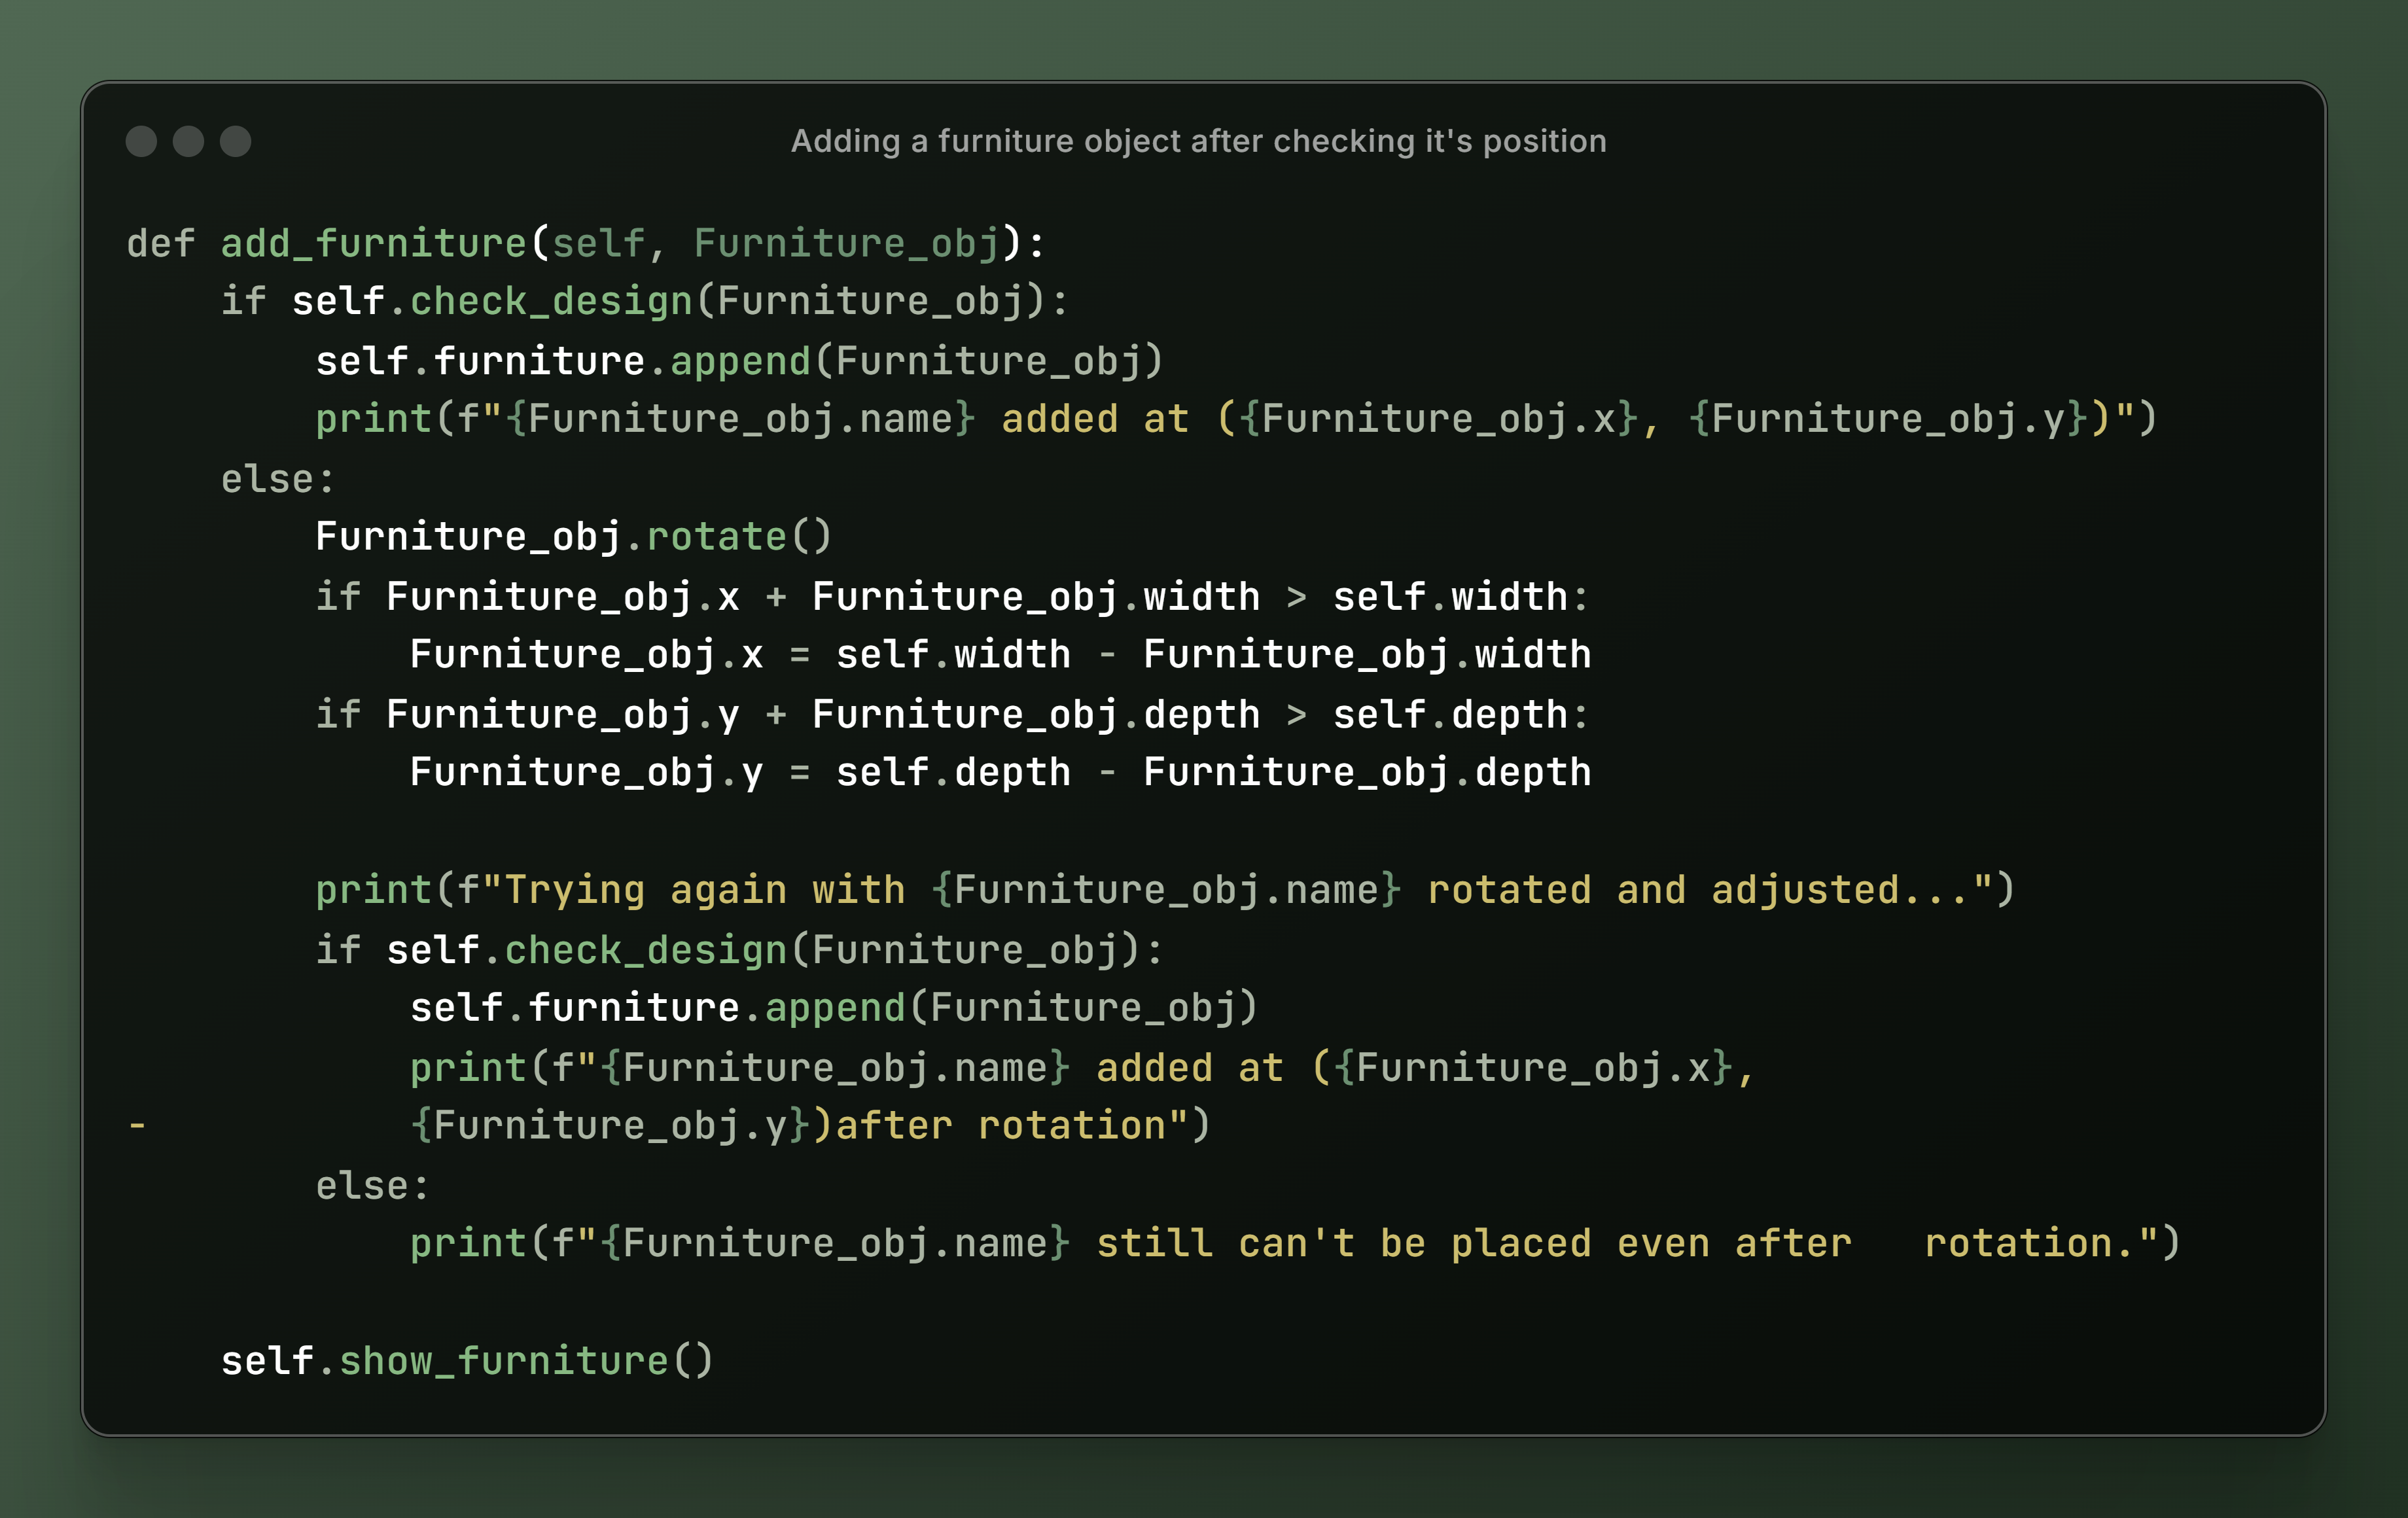 Adding a furniture object after checking it's position
def add_furniture(self, Furniture_obj):
    if self.check_design(Furniture_obj):
        self.furniture.append(Furniture_obj)
        print(f"{Furniture_obj.name} added at ({Furniture_obj.x}, {Furniture_obj.y})")
    else:
        Furniture_obj.rotate()
        if Furniture_obj.x + Furniture_obj.width > self.width:
            Furniture_obj.x = self.width - Furniture_obj.width
        if Furniture_obj.y + Furniture_obj.depth > self.depth:
            Furniture_obj.y = self.depth - Furniture_obj.depth

        print(f"Trying again with {Furniture_obj.name} rotated and adjusted...")
        if self.check_design(Furniture_obj):
            self.furniture.append(Furniture_obj)
            print(f"{Furniture_obj.name} added at ({Furniture_obj.x},
-           {Furniture_obj.y})after rotation")
        else:
            print(f"{Furniture_obj.name} still can't be placed even after   rotation.")

    self.show_furniture()